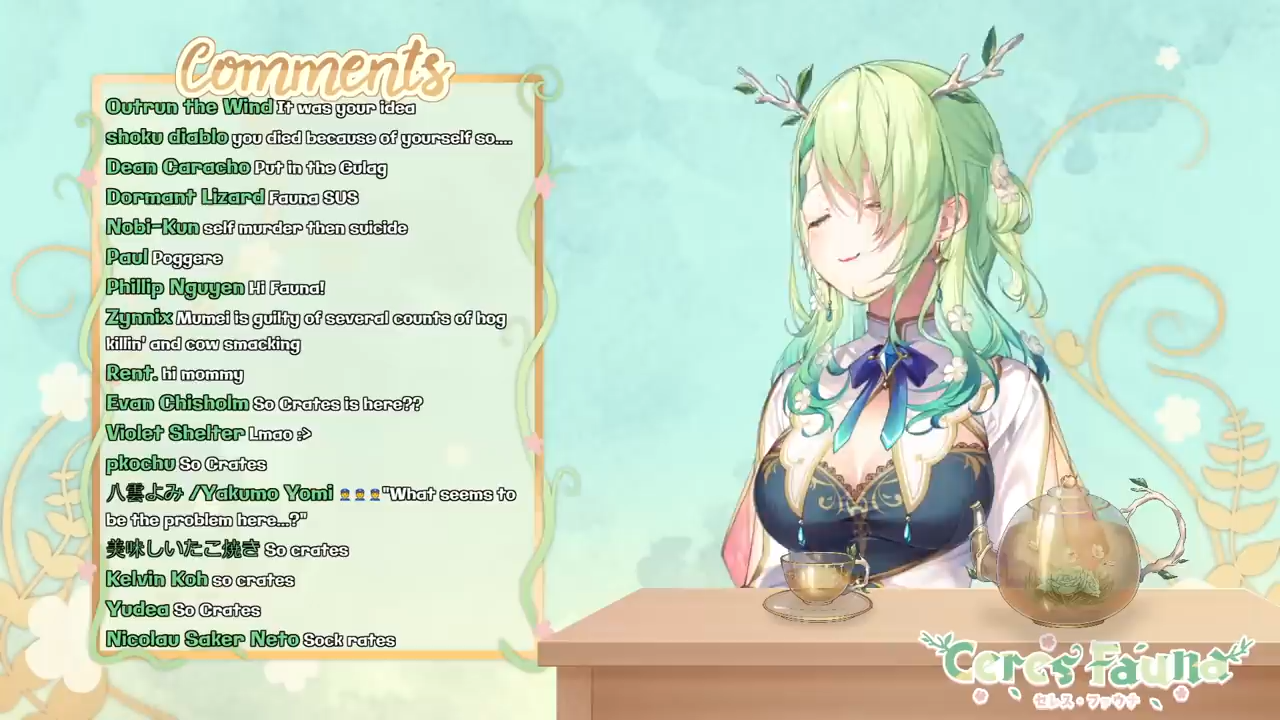 Comments
Outrun the Wind It was your idea
shoku diablo you died because of yourself so....
Dean Caracho Put in the Gulag
Dormant Lizard Fauna SUS
Nobi-Kun self murder then suicide
Paul Poggere
Phillip Nguyen Hi Fauna!
Zynnix Mumei is guilty of several counts of hog
killin' and cow smacking
Rent. hi mommy
Evan Chisholm So Crates is here??
Violet Shelter Lmao :>
pkochu So Crates
八雲よみ /Yakumo Yomi 👮👮👮"What seems to
be the problem here...?"
美味しいたこ焼き So crates
Kelvin Koh so crates
Yudea So Crates
Nicolau Saker Neto Sock rates
Ceres Fauna
セレス・ファウナ